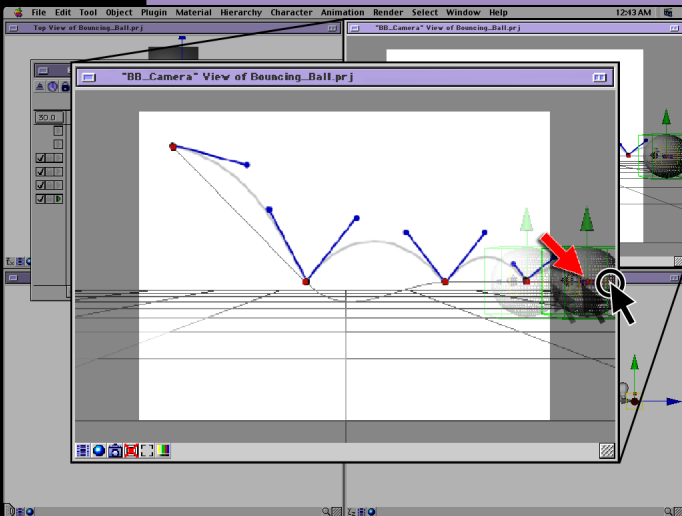 File Edit Tool Object Plugin Material Hierarchy Character Animation Render Select Window Help 12:43 AM
Top View of Bouncing_Ball.prj
"BB_Camera" View of Bouncing_Ball.prj
"BB_Camera" View of Bouncing_Ball.prj
30.0